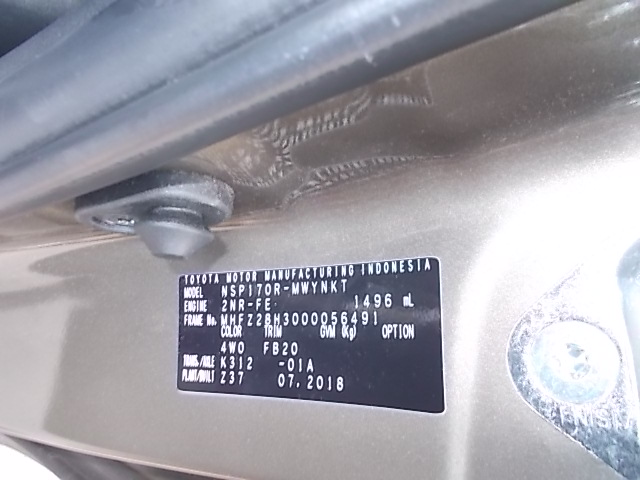 TOYOTA MOTOR MANUFACTURING INDONESIA
MODEL NSP170R-MWYNKT
ENGINE 2NR-FE 1496 mL
FRAME No. MHFZ28H3000056491
COLOR TRIM GVM (Kg) OPTION
4W0 FB20
TRANS./AXLE K312 -01A
PLANT/BUILT Z37 07, 2018